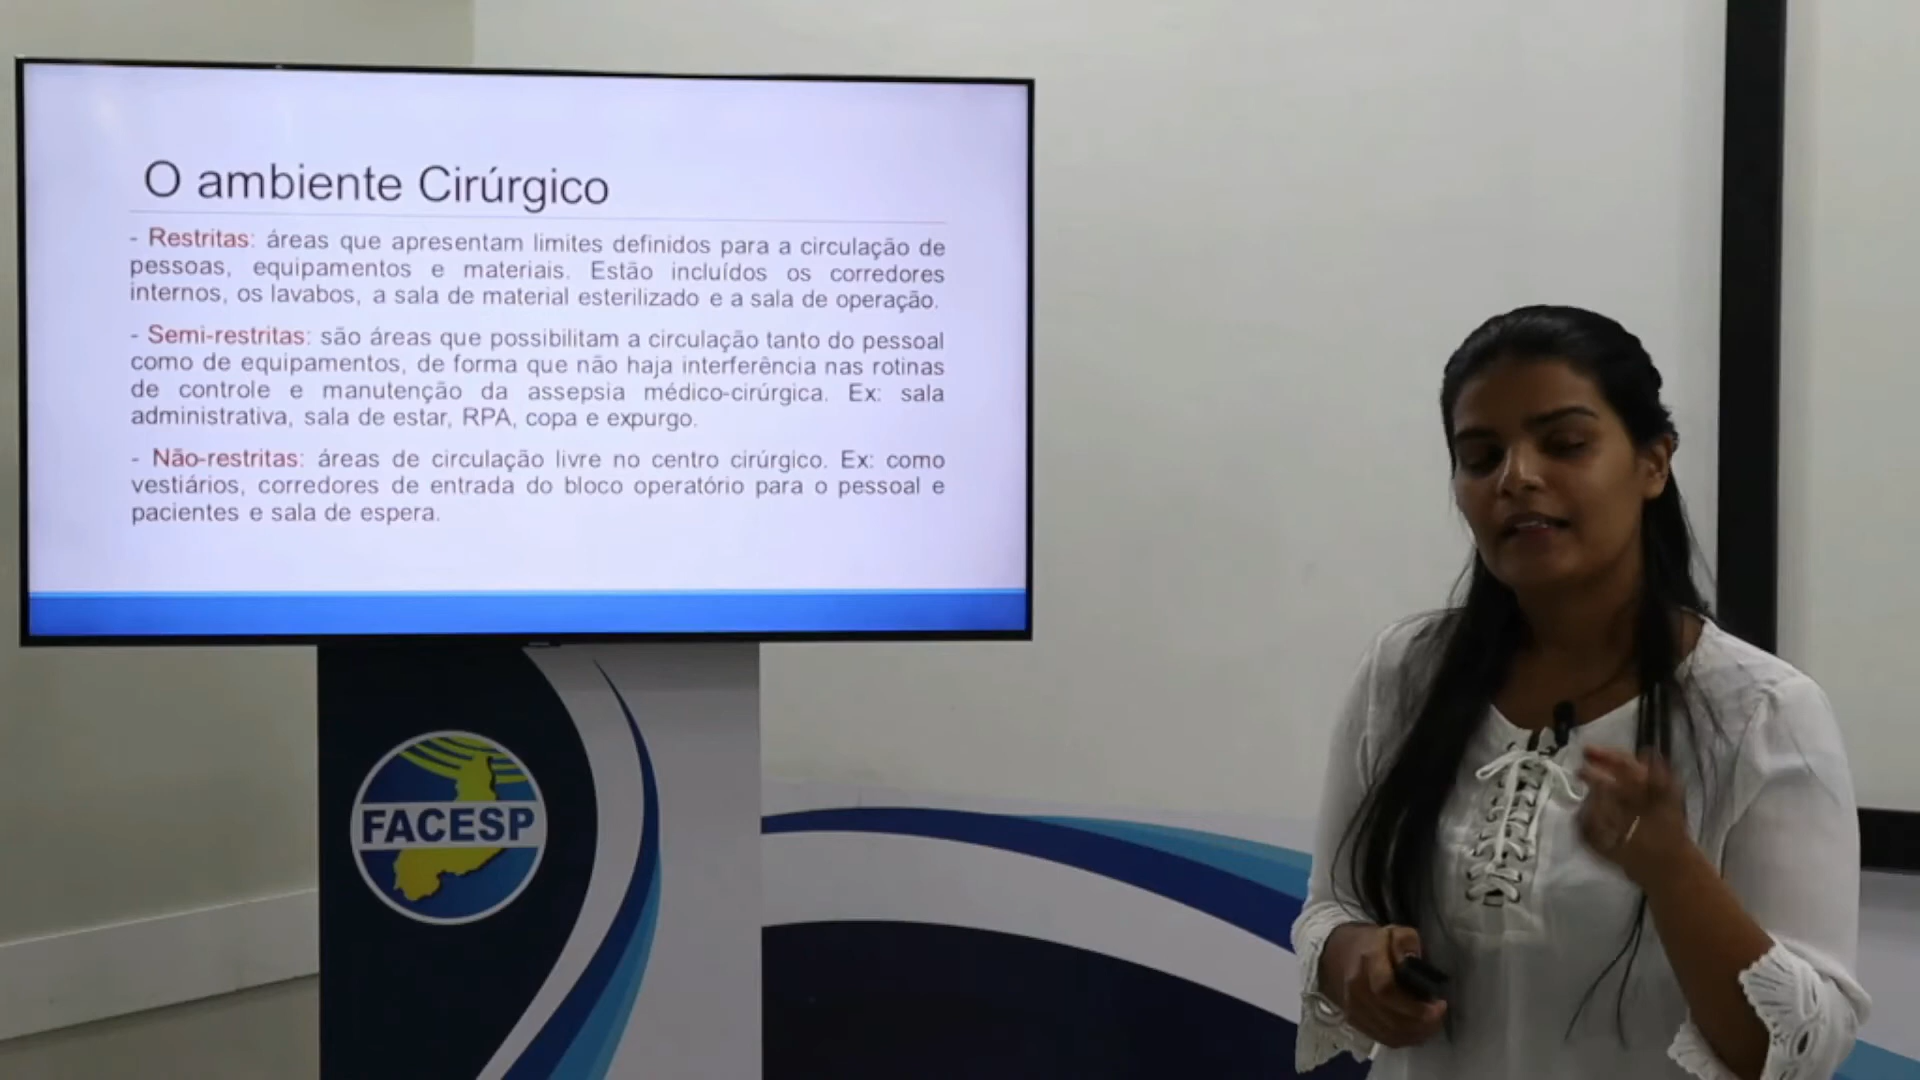 O ambiente Cirúrgico
- Restritas: áreas que apresentam limites definidos para a circulação de
pessoas, equipamentos e materiais. Estão incluídos os corredores
internos, os lavabos, a sala de material esterilizado e a sala de operação.
- Semi-restritas: são áreas que possibilitam a circulação tanto do pessoal
como de equipamentos, de forma que não haja interferência nas rotinas
de controle e manutenção da assepsia médico-cirúrgica. Ex: sala
administrativa, sala de estar, RPA, copa e expurgo.
- Não-restritas: áreas de circulação livre no centro cirúrgico. Ex: como
vestiários, corredores de entrada do bloco operatório para o pessoal e
pacientes e sala de espera.
FACESP